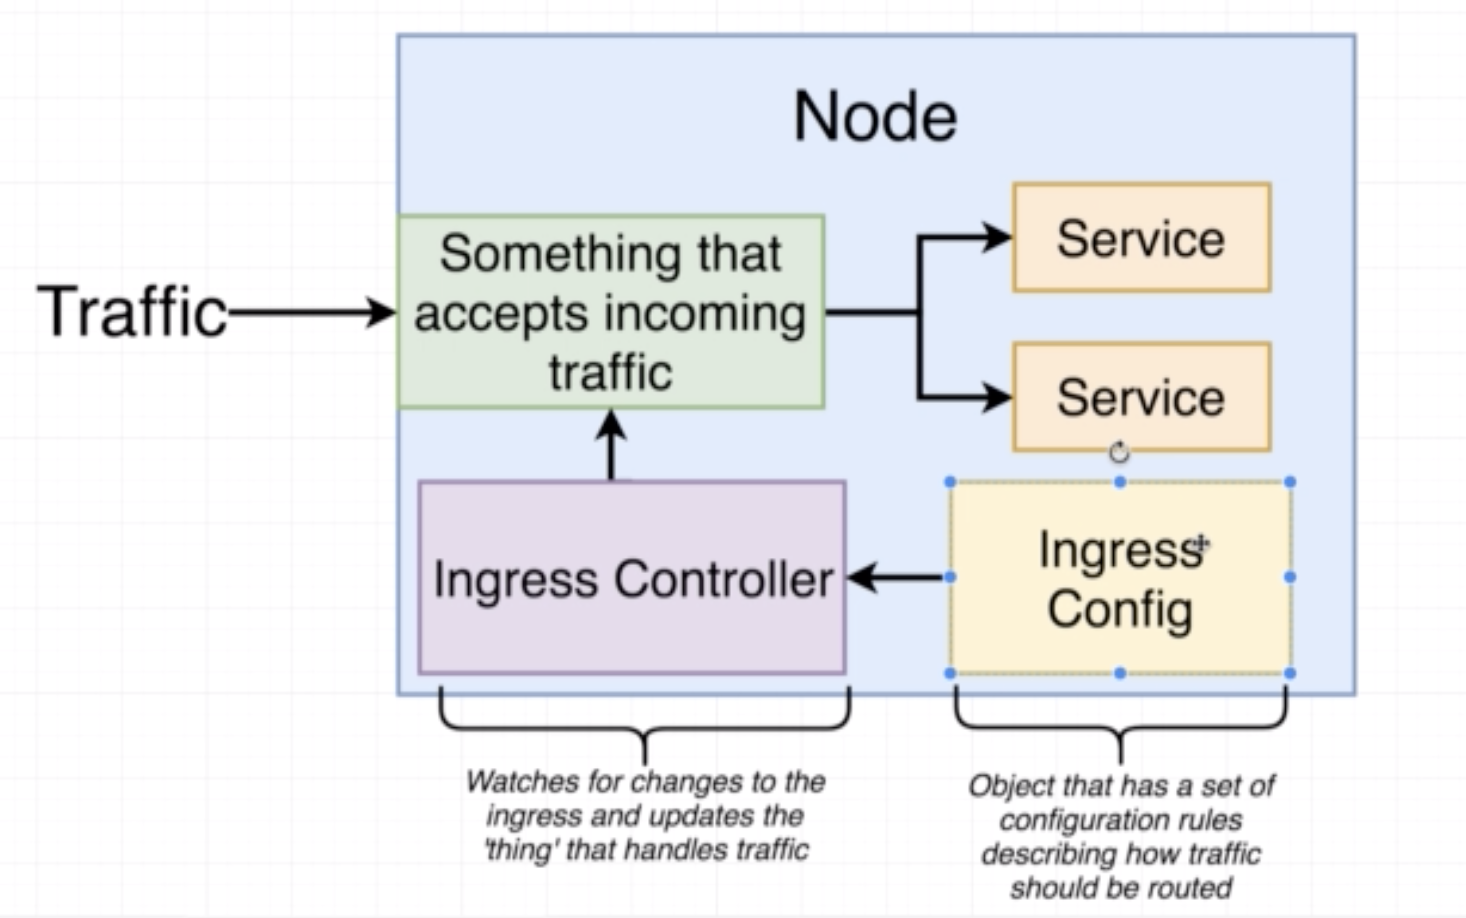 Node
Something that
accepts incoming
traffic
Traffic
Service
Service
Ingress Controller
Ingress
Config
Watches for changes to the
ingress and updates the
'thing' that handles traffic
Object that has a set of
configuration rules
describing how traffic
should be routed